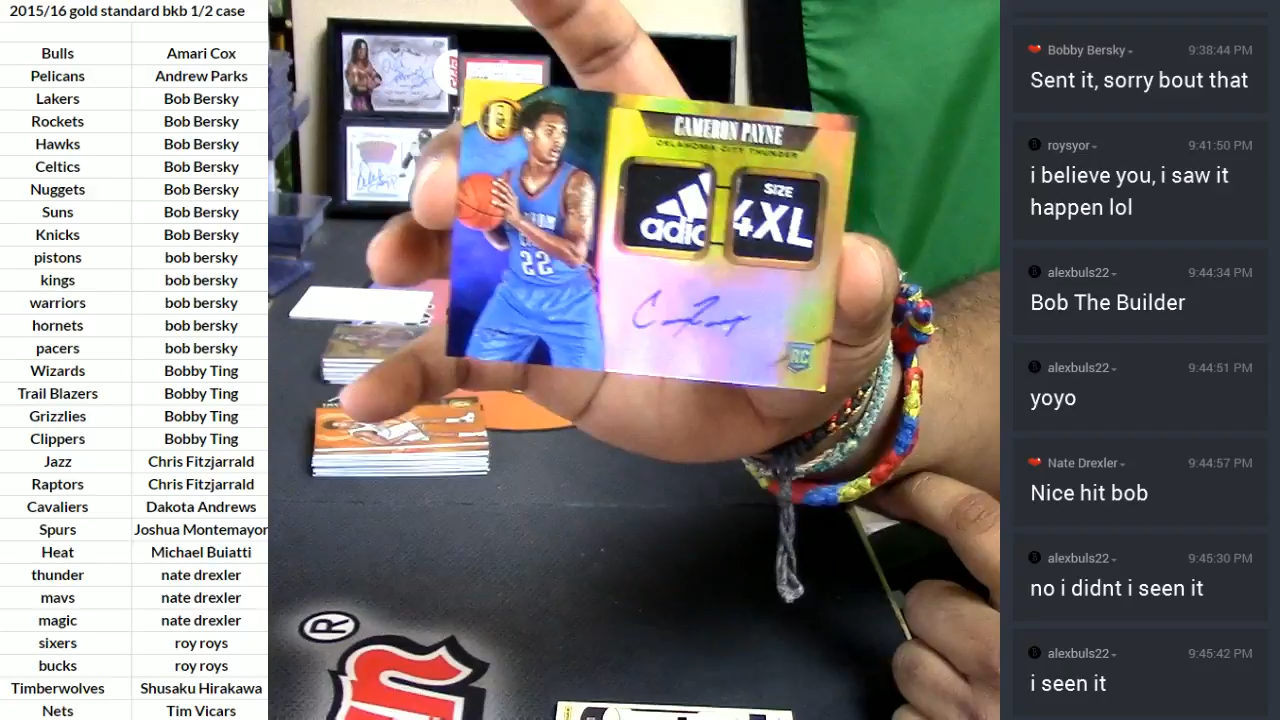 2015/16 gold standard bkb 1/2 case
Bulls Amari Cox
Pelicans Andrew Parks
Lakers Bob Bersky
Rockets Bob Bersky
Hawks Bob Bersky
Celtics Bob Bersky
Nuggets Bob Bersky
Suns Bob Bersky
Knicks Bob Bersky
pistons bob bersky
kings bob bersky
warriors bob bersky
hornets bob bersky
pacers bob bersky
Wizards Bobby Ting
Trail Blazers Bobby Ting
Grizzlies Bobby Ting
Clippers Bobby Ting
Jazz Chris Fitzjarrald
Raptors Chris Fitzjarrald
Cavaliers Dakota Andrews
Spurs Joshua Montemayor
Heat Michael Buiatti
thunder nate drexler
mavs nate drexler
magic nate drexler
sixers roy roys
bucks roy roys
Timberwolves Shusaku Hirakawa
Nets Tim Vicars
CAMERON PAYNE
OKLAHOMA CITY THUNDER
adid
SIZE
4XL
22
RC
®
Bobby Bersky 9:38:44 PM
Sent it, sorry bout that
roysyor 9:41:50 PM
i believe you, i saw it
happen lol
alexbuls22 9:44:34 PM
Bob The Builder
alexbuls22 9:44:51 PM
yoyo
Nate Drexler 9:44:57 PM
Nice hit bob
alexbuls22 9:45:30 PM
no i didnt i seen it
alexbuls22 9:45:42 PM
i seen it